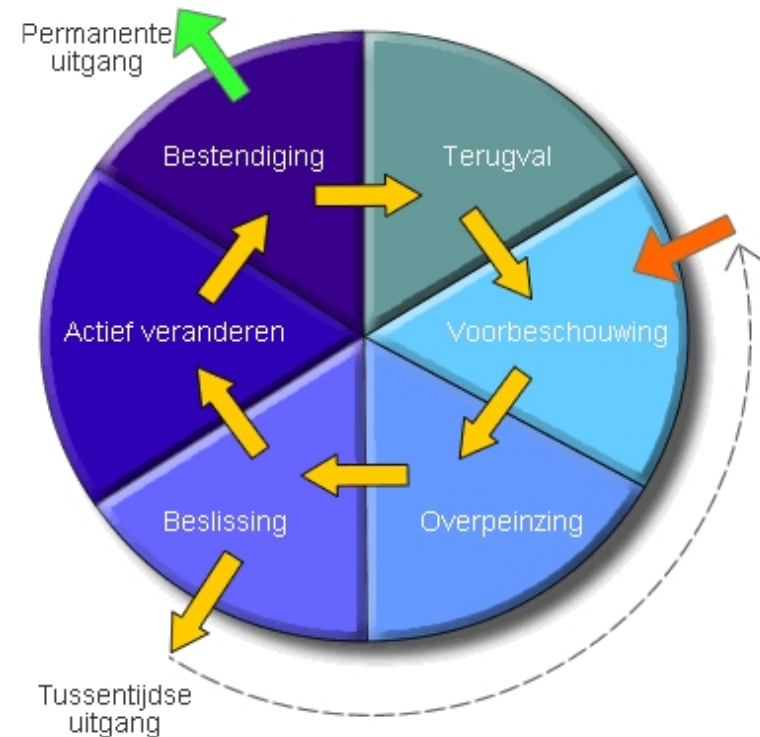 Permanente
uitgang
Bestendiging
Terugval
Actief veranderen
Voorbeschouwing
Beslissing
Overpeinzing
Tussentijdse
uitgang